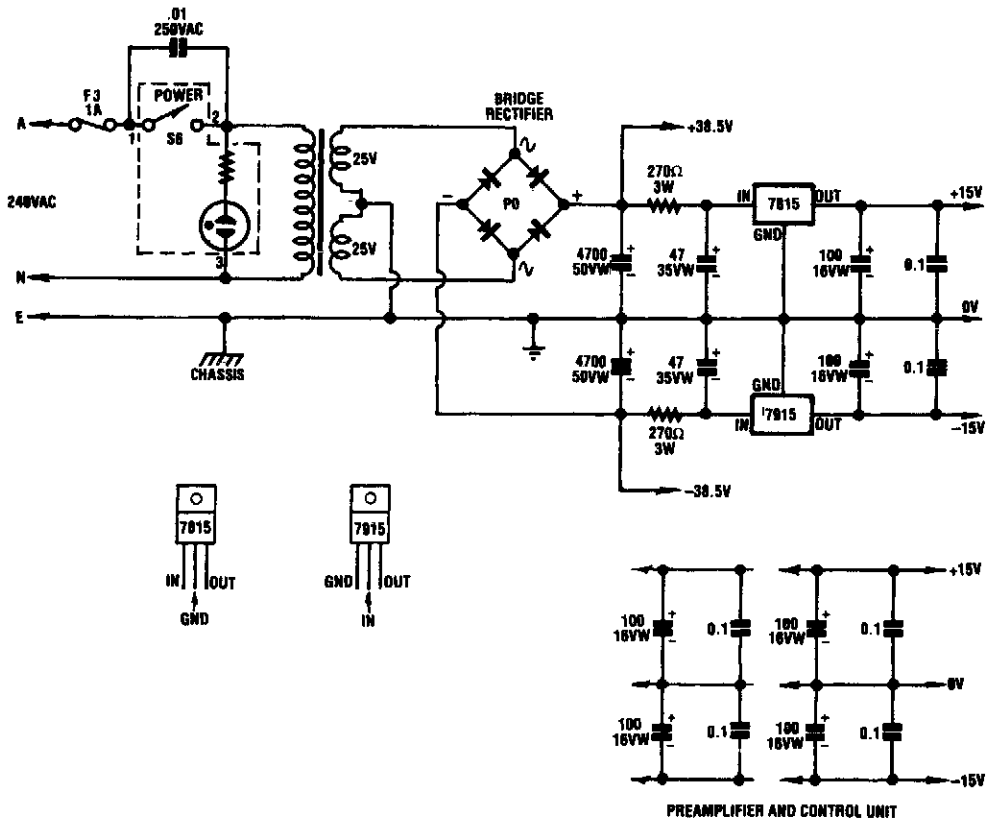 .01
250VAC
F3
1A
POWER
A
1
S6
2
240VAC
3
N
E
CHASSIS
25V
25V
BRIDGE
RECTIFIER
P0
-
+
+38.5V
270Ω
3W
IN
7815
OUT
GND
+15V
4700
50VW
+
-
47
35VW
+
-
100
16VW
+
-
0.1
0V
4700
50VW
+
-
47
35VW
+
-
GND
7915
IN
OUT
100
16VW
+
-
0.1
-15V
270Ω
3W
-38.5V
7815
IN
OUT
GND
7915
GND
OUT
IN
+15V
100
16VW
+
-
0.1
100
16VW
+
-
0.1
0V
100
16VW
+
-
0.1
100
16VW
+
-
0.1
-15V
PREAMPLIFIER AND CONTROL UNIT